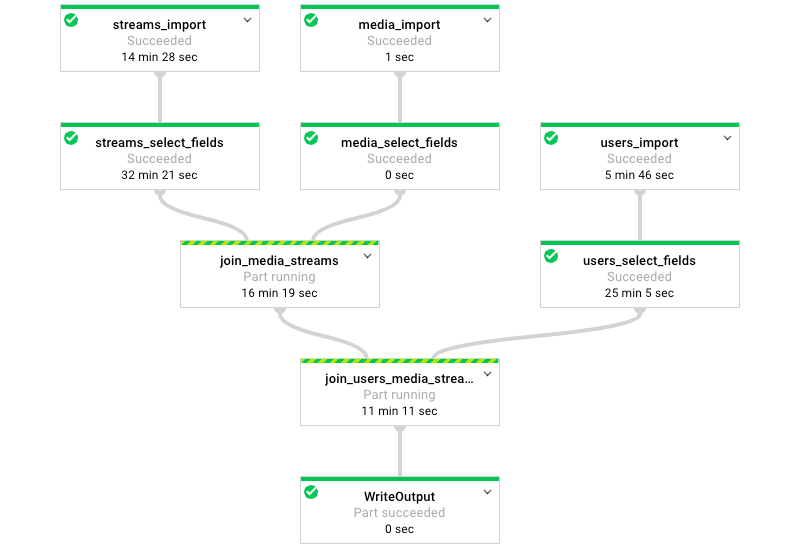 streams_import
Succeeded
14 min 28 sec
media_import
Succeeded
1 sec
streams_select_fields
Succeeded
32 min 21 sec
media_select_fields
Succeeded
0 sec
users_import
Succeeded
5 min 46 sec
join_media_streams
Part running
16 min 19 sec
users_select_fields
Succeeded
25 min 5 sec
join_users_media_strea...
Part running
11 min 11 sec
WriteOutput
Part succeeded
0 sec